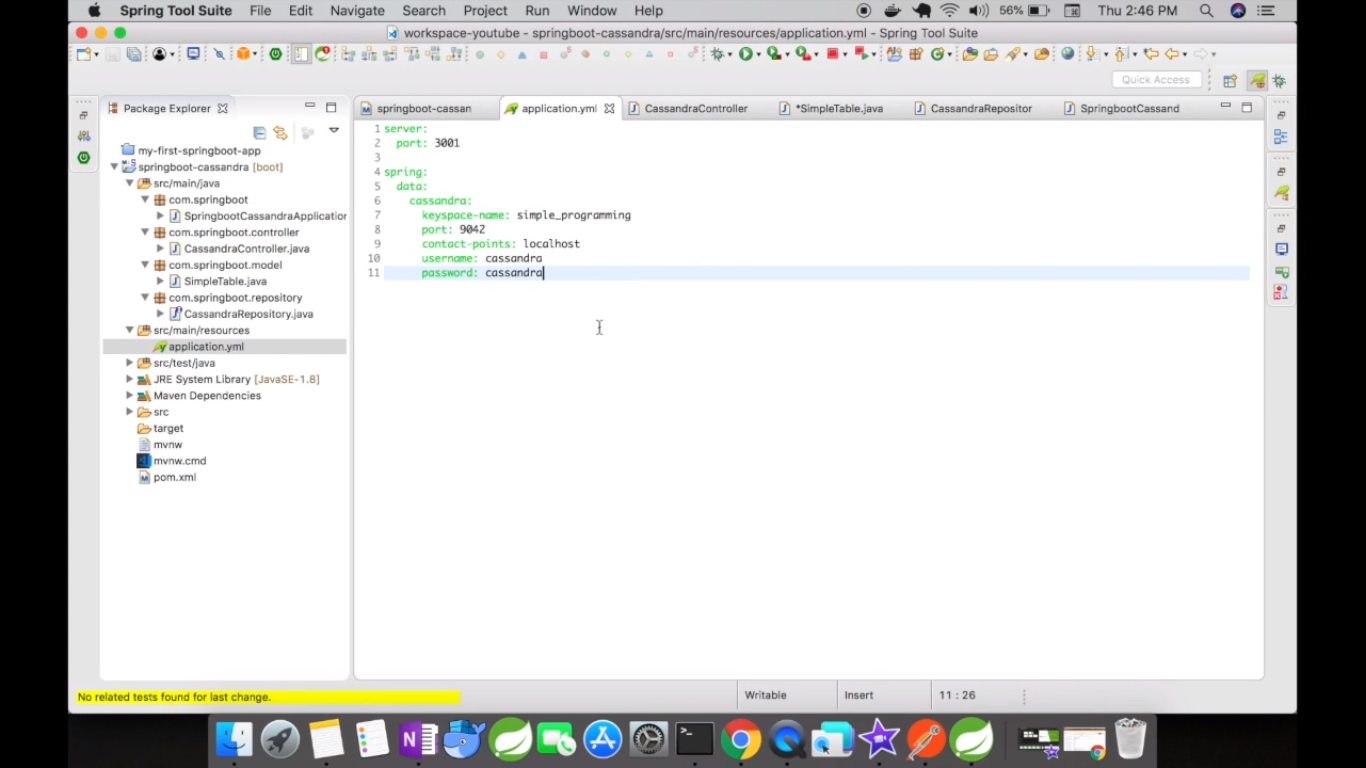 Spring Tool Suite File Edit Navigate Search Project Run Window Help 56% Thu 2:46 PM
workspace-youtube - springboot-cassandra/src/main/resources/application.yml - Spring Tool Suite
Quick Access
Package Explorer
springboot-cassan application.yml CassandraController *SimpleTable.java CassandraRepositor SpringbootCassand
my-first-springboot-app
springboot-cassandra [boot]
src/main/java
com.springboot
SpringbootCassandraApplication
com.springboot.controller
CassandraController.java
com.springboot.model
SimpleTable.java
com.springboot.repository
CassandraRepository.java
src/main/resources
application.yml
src/test/java
JRE System Library [JavaSE-1.8]
Maven Dependencies
src
target
mvnw
mvnw.cmd
pom.xml
1 server:
2 port: 3001
3
4 spring:
5 data:
6 cassandra:
7 keyspace-name: simple_programming
8 port: 9042
9 contact-points: localhost
10 username: cassandra
11 password: cassandra
No related tests found for last change.
Writable Insert 11 : 26